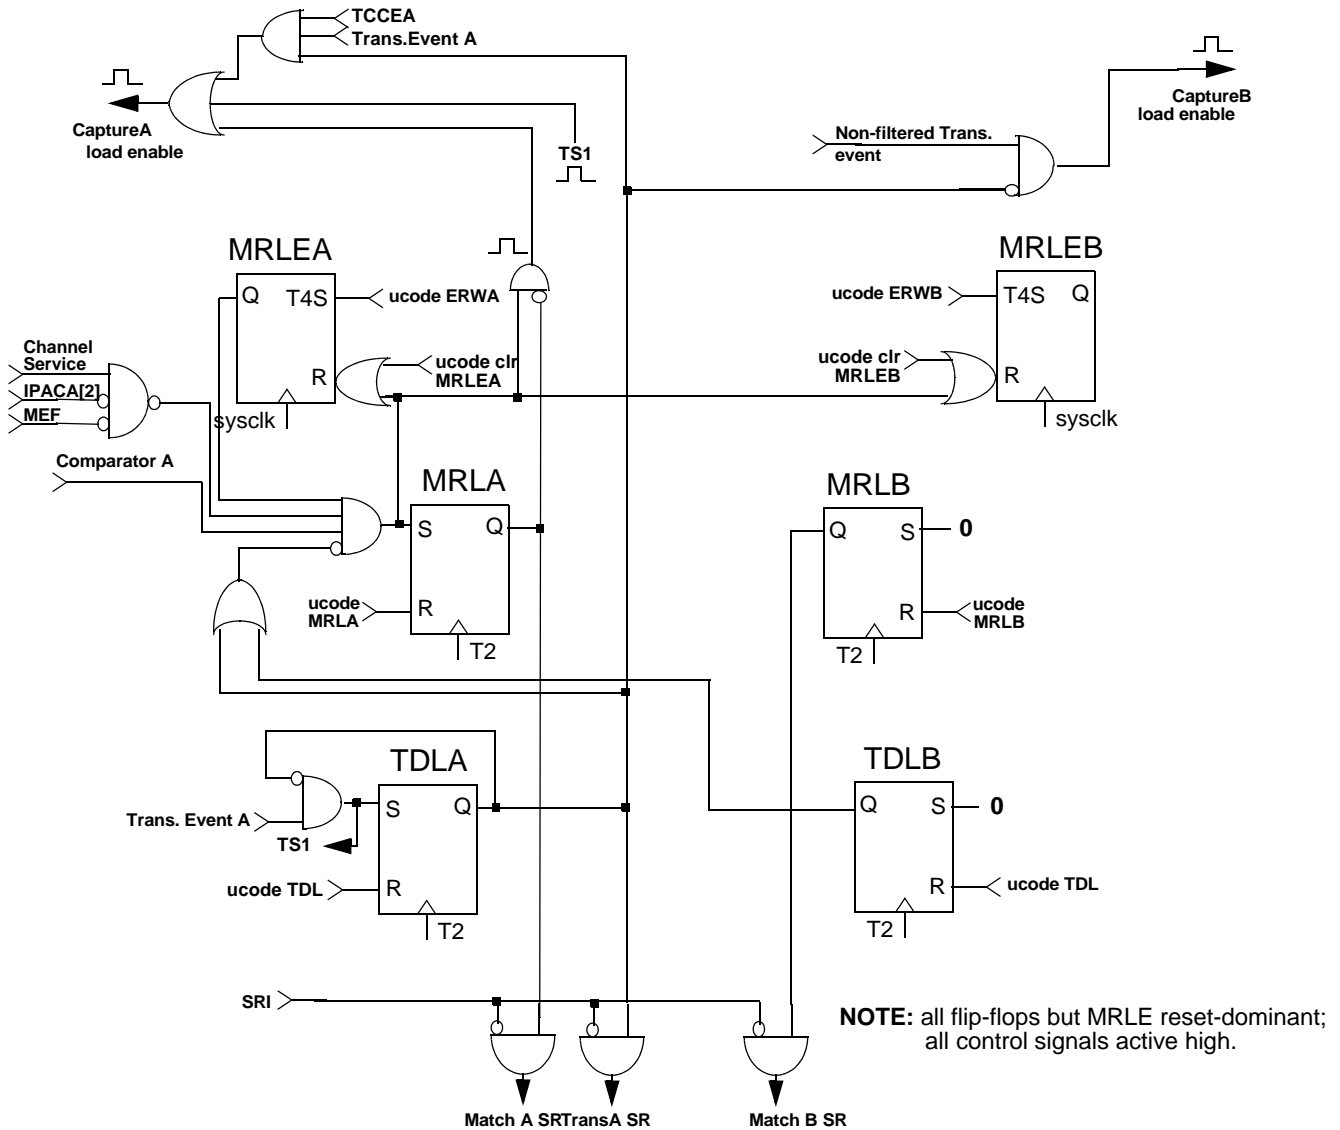 TCCEA
Trans.Event A
CaptureA
load enable
TS1
CaptureB
load enable
Non-filtered Trans.
event
MRLEA
Q
T4S
R
sysclk
ucode ERWA
ucode clr
MRLEA
MRLEB
ucode ERWB
T4S
Q
ucode clr
MRLEB
R
sysclk
Channel
Service
IPACA[2]
MEF
Comparator A
MRLA
S
Q
ucode
MRLA
R
T2
MRLB
Q
S
0
R
ucode
MRLB
T2
TDLA
S
Q
Trans. Event A
TS1
ucode TDL
R
T2
TDLB
Q
S
0
R
ucode TDL
T2
SRI
NOTE: all flip-flops but MRLE reset-dominant;
all control signals active high.
Match A SR
TransA SR
Match B SR